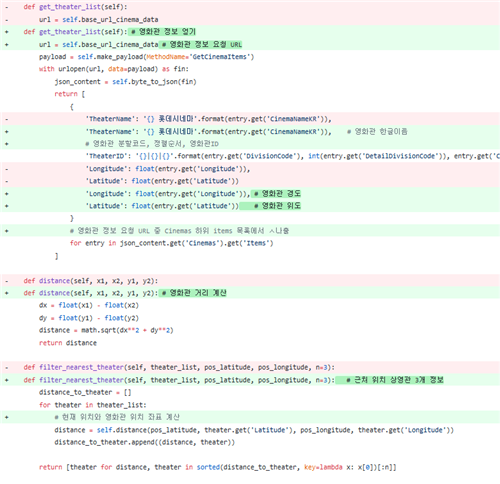 - def get_theater_list(self):
- url = self.base_url_cinema_data
+ def get_theater_list(self): # 영화관 정보 얻기
+ url = self.base_url_cinema_data # 영화관 정보 요청 URL
payload = self.make_payload(MethodName='GetCinemaItems')
with urlopen(url, data=payload) as fin:
json_content = self.byte_to_json(fin)
return [
{
- 'TheaterName': '{} 롯데시네마'.format(entry.get('CinemaNameKR')),
+ 'TheaterName': '{} 롯데시네마'.format(entry.get('CinemaNameKR')), # 영화관 한글이름
+ # 영화관 분할코드, 정렬순서, 영화관ID
'TheaterID': '{}|{}|{}'.format(entry.get('DivisionCode'), int(entry.get('DetailDivisionCode')), entry.get('C
- 'Longitude': float(entry.get('Longitude')),
- 'Latitude': float(entry.get('Latitude'))
+ 'Longitude': float(entry.get('Longitude')), # 영화관 경도
+ 'Latitude': float(entry.get('Latitude')) # 영화관 위도
}
+ # 영화관 정보 요청 URL 중 Cinemas 하위 items 목록에서 ㅅ나출
for entry in json_content.get('Cinemas').get('Items')
]
- def distance(self, x1, x2, y1, y2):
+ def distance(self, x1, x2, y1, y2): # 영화관 거리 계산
dx = float(x1) - float(x2)
dy = float(y1) - float(y2)
distance = math.sqrt(dx**2 + dy**2)
return distance
- def filter_nearest_theater(self, theater_list, pos_latitude, pos_longitude, n=3):
+ def filter_nearest_theater(self, theater_list, pos_latitude, pos_longitude, n=3): # 근처 위치 상영관 3개 정보
distance_to_theater = []
for theater in theater_list:
+ # 현재 위치와 영화관 위치 좌표 계산
distance = self.distance(pos_latitude, theater.get('Latitude'), pos_longitude, theater.get('Longitude'))
distance_to_theater.append((distance, theater))
return [theater for distance, theater in sorted(distance_to_theater, key=lambda x: x[0])[:n]]